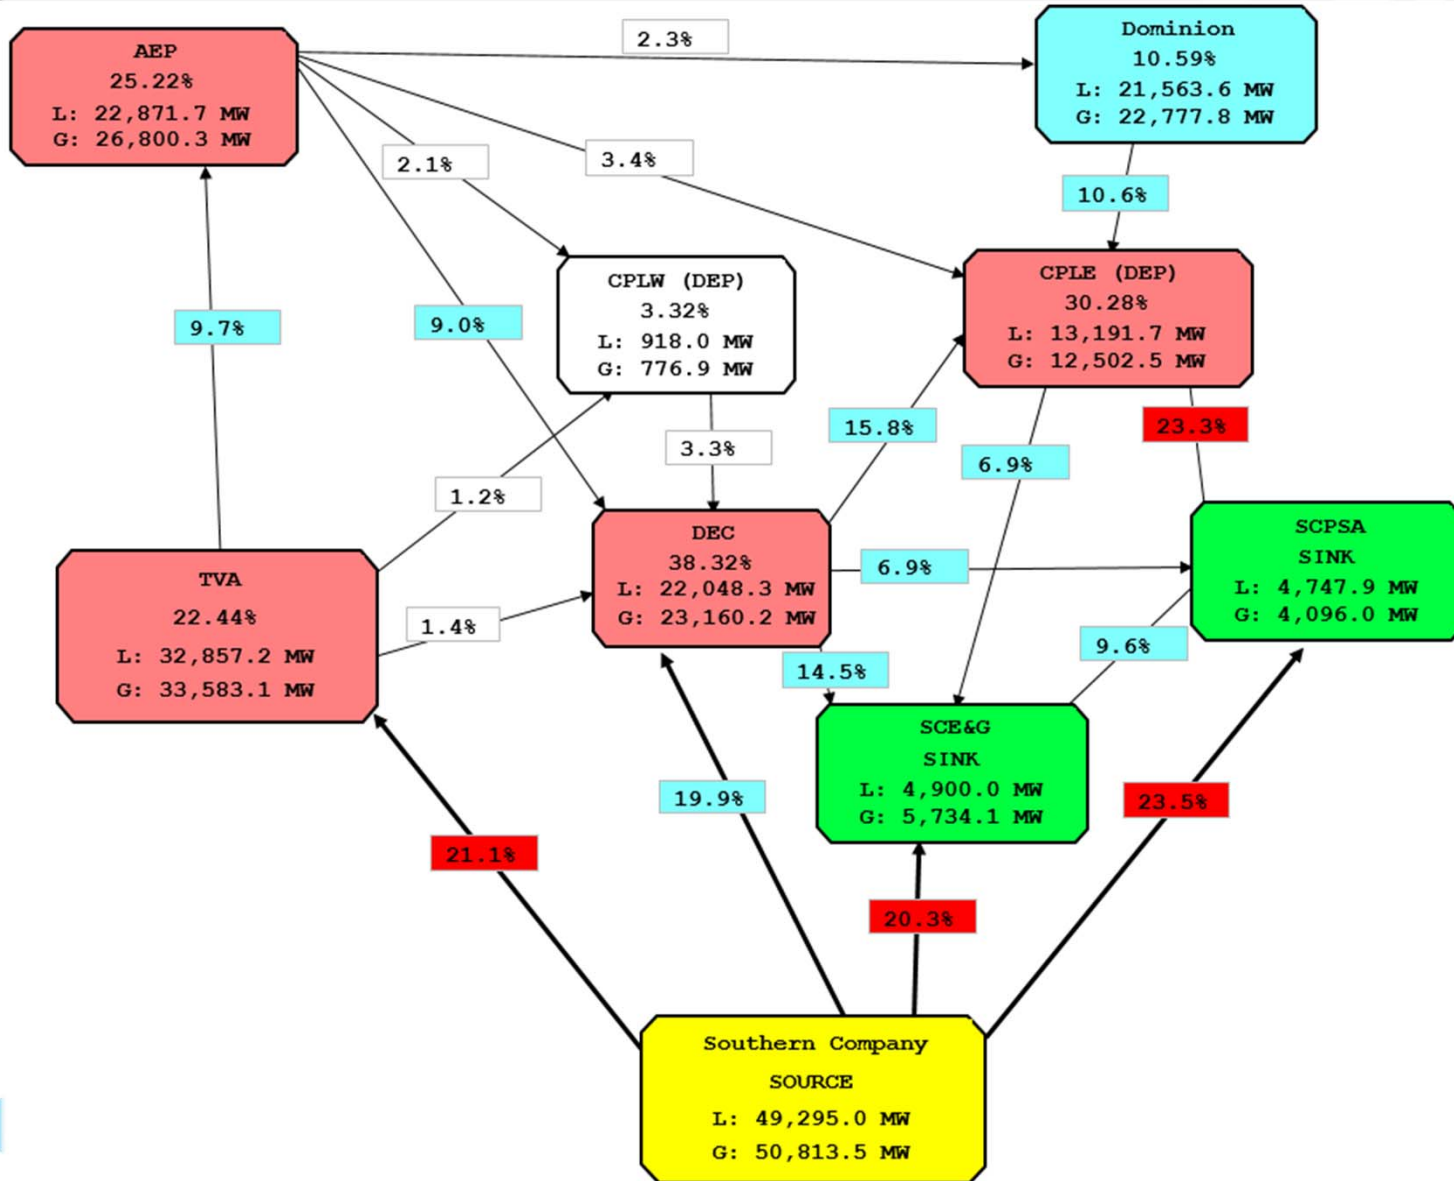 AEP
25.22%
L: 22,871.7 MW
G: 26,800.3 MW
2.3%
Dominion
10.59%
L: 21,563.6 MW
G: 22,777.8 MW
2.1%
3.4%
10.6%
CPLW (DEP)
3.32%
L: 918.0 MW
G: 776.9 MW
CPLE (DEP)
30.28%
L: 13,191.7 MW
G: 12,502.5 MW
9.7%
9.0%
15.8%
23.3%
3.3%
6.9%
1.2%
TVA
22.44%
L: 32,857.2 MW
G: 33,583.1 MW
DEC
38.32%
L: 22,048.3 MW
G: 23,160.2 MW
6.9%
SCPSA
SINK
L: 4,747.9 MW
G: 4,096.0 MW
1.4%
14.5%
9.6%
SCE&G
SINK
L: 4,900.0 MW
G: 5,734.1 MW
19.9%
23.5%
21.1%
20.3%
Southern Company
SOURCE
L: 49,295.0 MW
G: 50,813.5 MW